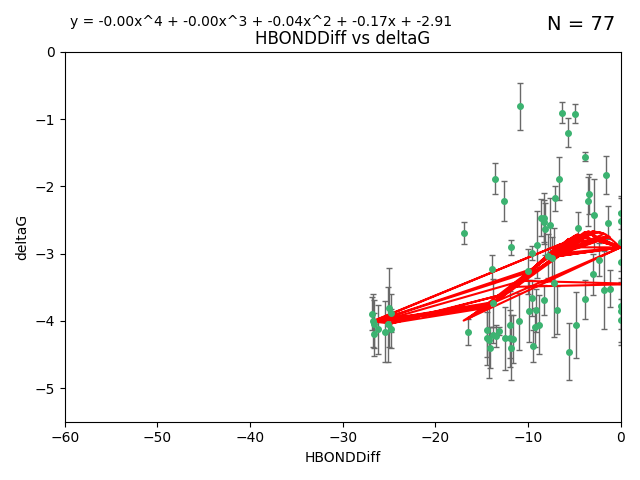 y = -0.00x^4 + -0.00x^3 + -0.04x^2 + -0.17x + -2.91
N = 77
HBONDDiff vs deltaG
0
−1
−2
−3
−4
−5
deltaG
−60 −50 −40 −30 −20 −10 0
HBONDDiff